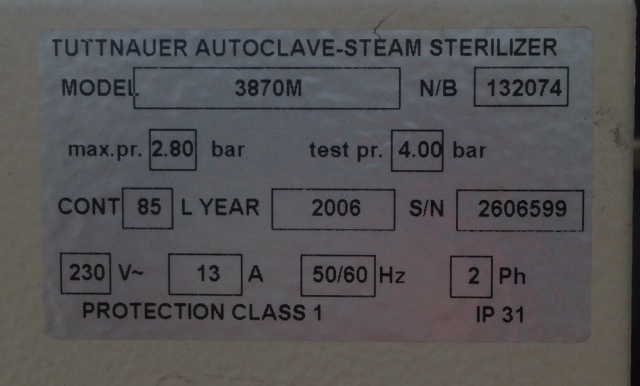 TUTTNAUER AUTOCLAVE-STEAM STERILIZER
MODEL 3870M N/B 132074
max.pr. 2.80 bar test pr. 4.00 bar
CONT 85 L YEAR 2006 S/N 2606599
230 V~ 13 A 50/60 Hz 2 Ph
PROTECTION CLASS 1 IP 31